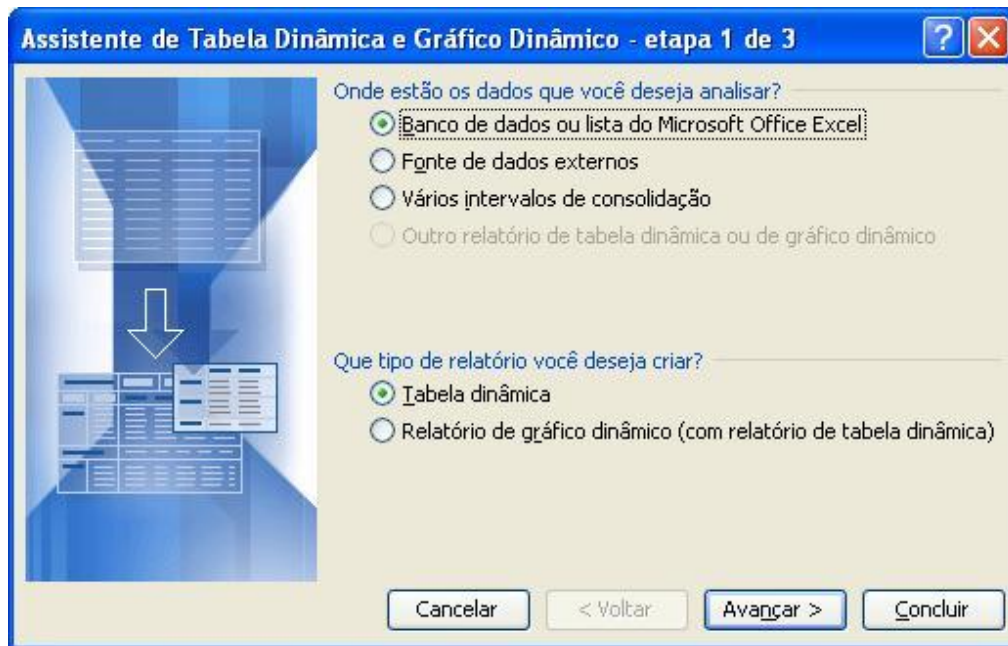 Assistente de Tabela Dinâmica e Gráfico Dinâmico - etapa 1 de 3
Onde estão os dados que você deseja analisar?
Banco de dados ou lista do Microsoft Office Excel
Fonte de dados externos
Vários intervalos de consolidação
Outro relatório de tabela dinâmica ou de gráfico dinâmico
Que tipo de relatório você deseja criar?
Tabela dinâmica
Relatório de gráfico dinâmico (com relatório de tabela dinâmica)
Cancelar < Voltar Avançar > Concluir